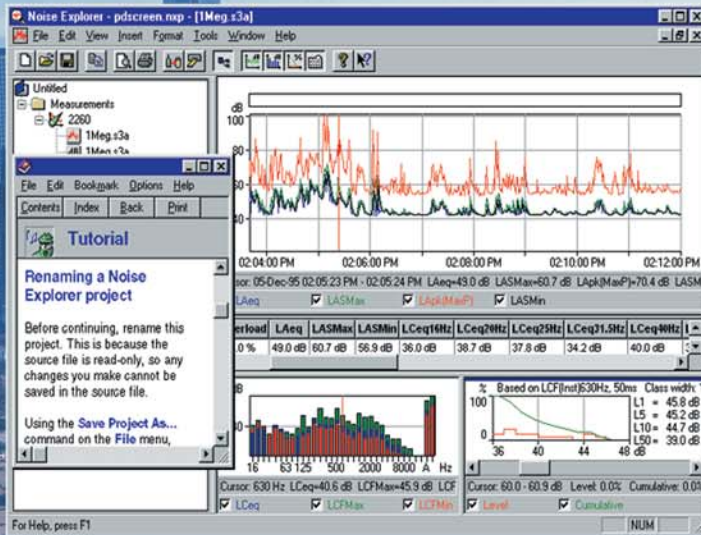 Noise Explorer - pdscreen.nxp - [1Meg.s3a]
File Edit View Insert Format Tools Window Help
Untitled
Measurements
2260
1Meg.s3a
1Meg.s3a
File Edit Bookmark Options Help
Contents Index Back Print
Tutorial
Renaming a Noise
Explorer project
Before continuing, rename this
project. This is because the
source file is read-only, so any
changes you make cannot be
saved in the source file.
Using the Save Project As...
command on the File menu,
dB
100
80
60
40
02:04:00 PM 02:06:00 PM 02:08:00 PM 02:10:00 PM 02:12:00 PM
sor: 05-Dec-95 02:05:23 PM - 02:05:24 PM LAeq=49.0 dB LASMax=60.7 dB LApk(MaxP)=70.4 dB LASM
LAeq LASMax LApk(MaxP) LASMin
erload LAeq LASMax LASMin LCeq16Hz LCeq20Hz LCeq25Hz LCeq31.5Hz LCeq40Hz L
.0 % 49.0 dB 60.7 dB 56.9 dB 36.0 dB 38.7 dB 37.8 dB 34.2 dB 40.0 dB
dB
40
16 63 125 500 2000 8000 A Hz
Cursor: 630 Hz LCeq=40.6 dB LCFMax=45.9 dB LCF
LCeq LCFMax LCFMin
% Based on LCF(Inst)630Hz, 50ms Class width:
100
0
36 40 44 48 dB
L1 = 45.8 dB
L5 = 45.2 dB
L10= 44.7 dB
L50= 39.0 dB
Cursor: 60.0 - 60.9 dB Level: 0.0% Cumulative: 0.0%
Level Cumulative
For Help, press F1
NUM